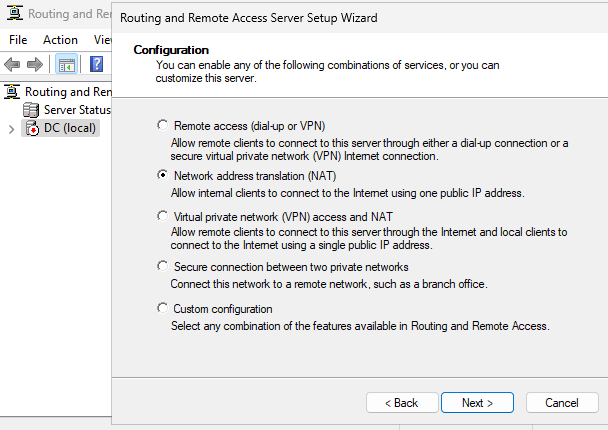 Routing and Remo
Routing and Remote Access Server Setup Wizard
File Action Vie
Configuration
You can enable any of the following combinations of services, or you can
customize this server.
Routing and Ren
Server Status
DC (local)
Remote access (dial-up or VPN)
Allow remote clients to connect to this server through either a dial-up connection or a
secure virtual private network (VPN) Internet connection.
Network address translation (NAT)
Allow internal clients to connect to the Internet using one public IP address.
Virtual private network (VPN) access and NAT
Allow remote clients to connect to this server through the Internet and local clients to
connect to the Internet using a single public IP address.
Secure connection between two private networks
Connect this network to a remote network, such as a branch office.
Custom configuration
Select any combination of the features available in Routing and Remote Access.
< Back
Next >
Cancel